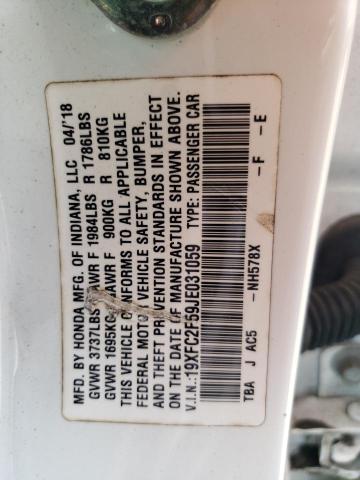 MFD. BY HONDA MFG. OF INDIANA, LLC 04/'18
GVWR 3737LBS GAWR F 1984LBS R 1786LBS
GVWR 1695KG GAWR F 900KG R 810KG
THIS VEHICLE CONFORMS TO ALL APPLICABLE
FEDERAL MOTOR VEHICLE SAFETY, BUMPER,
AND THEFT PREVENTION STANDARDS IN EFFECT
ON THE DATE OF MANUFACTURE SHOWN ABOVE.
V.I.N.:19XFC2F59JE031059 TYPE: PASSENGER CAR
TBA J AC5 -NH578X -F -E